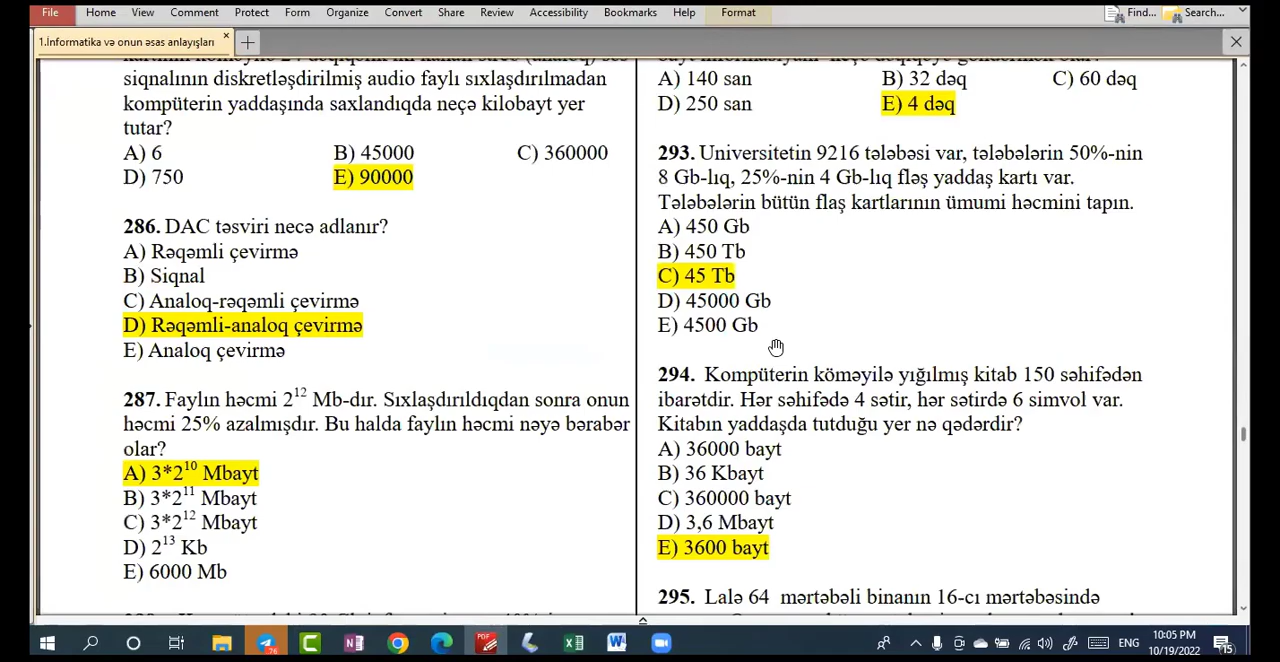 File Home View Comment Protect Form Organize Convert Share Review Accessibility Bookmarks Help Format Find... Search...
1.İnformatika və onun əsas anlayışları
siqnalının diskretləşdirilmiş audio faylı sıxlaşdırılmadan
kompüterin yaddaşında saxlandıqda neçə kilobayt yer
tutar?
A) 6 B) 45000 C) 360000
D) 750 E) 90000
286. DAC təsviri necə adlanır?
A) Rəqəmli çevirmə
B) Siqnal
C) Analoq-rəqəmli çevirmə
D) Rəqəmli-analoq çevirmə
E) Analoq çevirmə
287. Faylın həcmi 2¹² Mb-dır. Sıxlaşdırıldıqdan sonra onun
həcmi 25% azalmışdır. Bu halda faylın həcmi nəyə bərabər
olar?
A) 3*2¹⁰ Mbayt
B) 3*2¹¹ Mbayt
C) 3*2¹² Mbayt
D) 2¹³ Kb
E) 6000 Mb
A) 140 san B) 32 dəq C) 60 dəq
D) 250 san E) 4 dəq
293. Universitetin 9216 tələbəsi var, tələbələrin 50%-nin
8 Gb-lıq, 25%-nin 4 Gb-lıq fləş yaddaş kartı var.
Tələbələrin bütün flaş kartlarının ümumi həcmini tapın.
A) 450 Gb
B) 450 Tb
C) 45 Tb
D) 45000 Gb
E) 4500 Gb
294. Kompüterin köməyilə yığılmış kitab 150 səhifədən
ibarətdir. Hər səhifədə 4 sətir, hər sətirdə 6 simvol var.
Kitabın yaddaşda tutduğu yer nə qədərdir?
A) 36000 bayt
B) 36 Kbayt
C) 360000 bayt
D) 3,6 Mbayt
E) 3600 bayt
295. Lalə 64 mərtəbəli binanın 16-cı mərtəbəsində
ENG
10:05 PM
10/19/2022